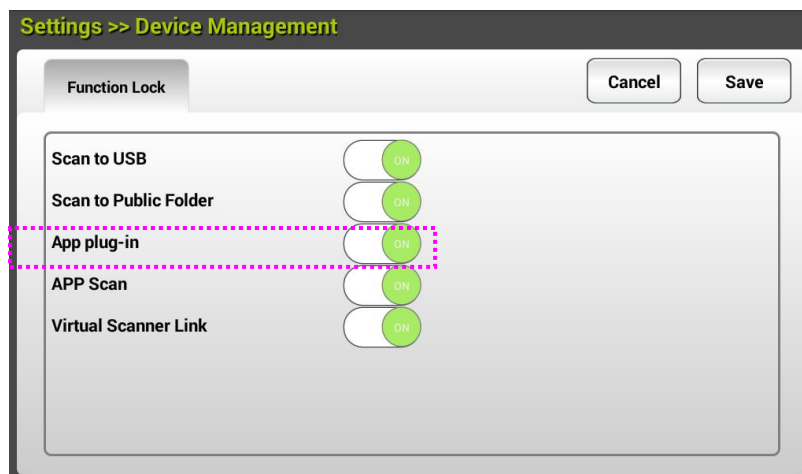 Settings >> Device Management
Function Lock
Cancel
Save
Scan to USB
ON
Scan to Public Folder
ON
App plug-in
ON
APP Scan
ON
Virtual Scanner Link
ON